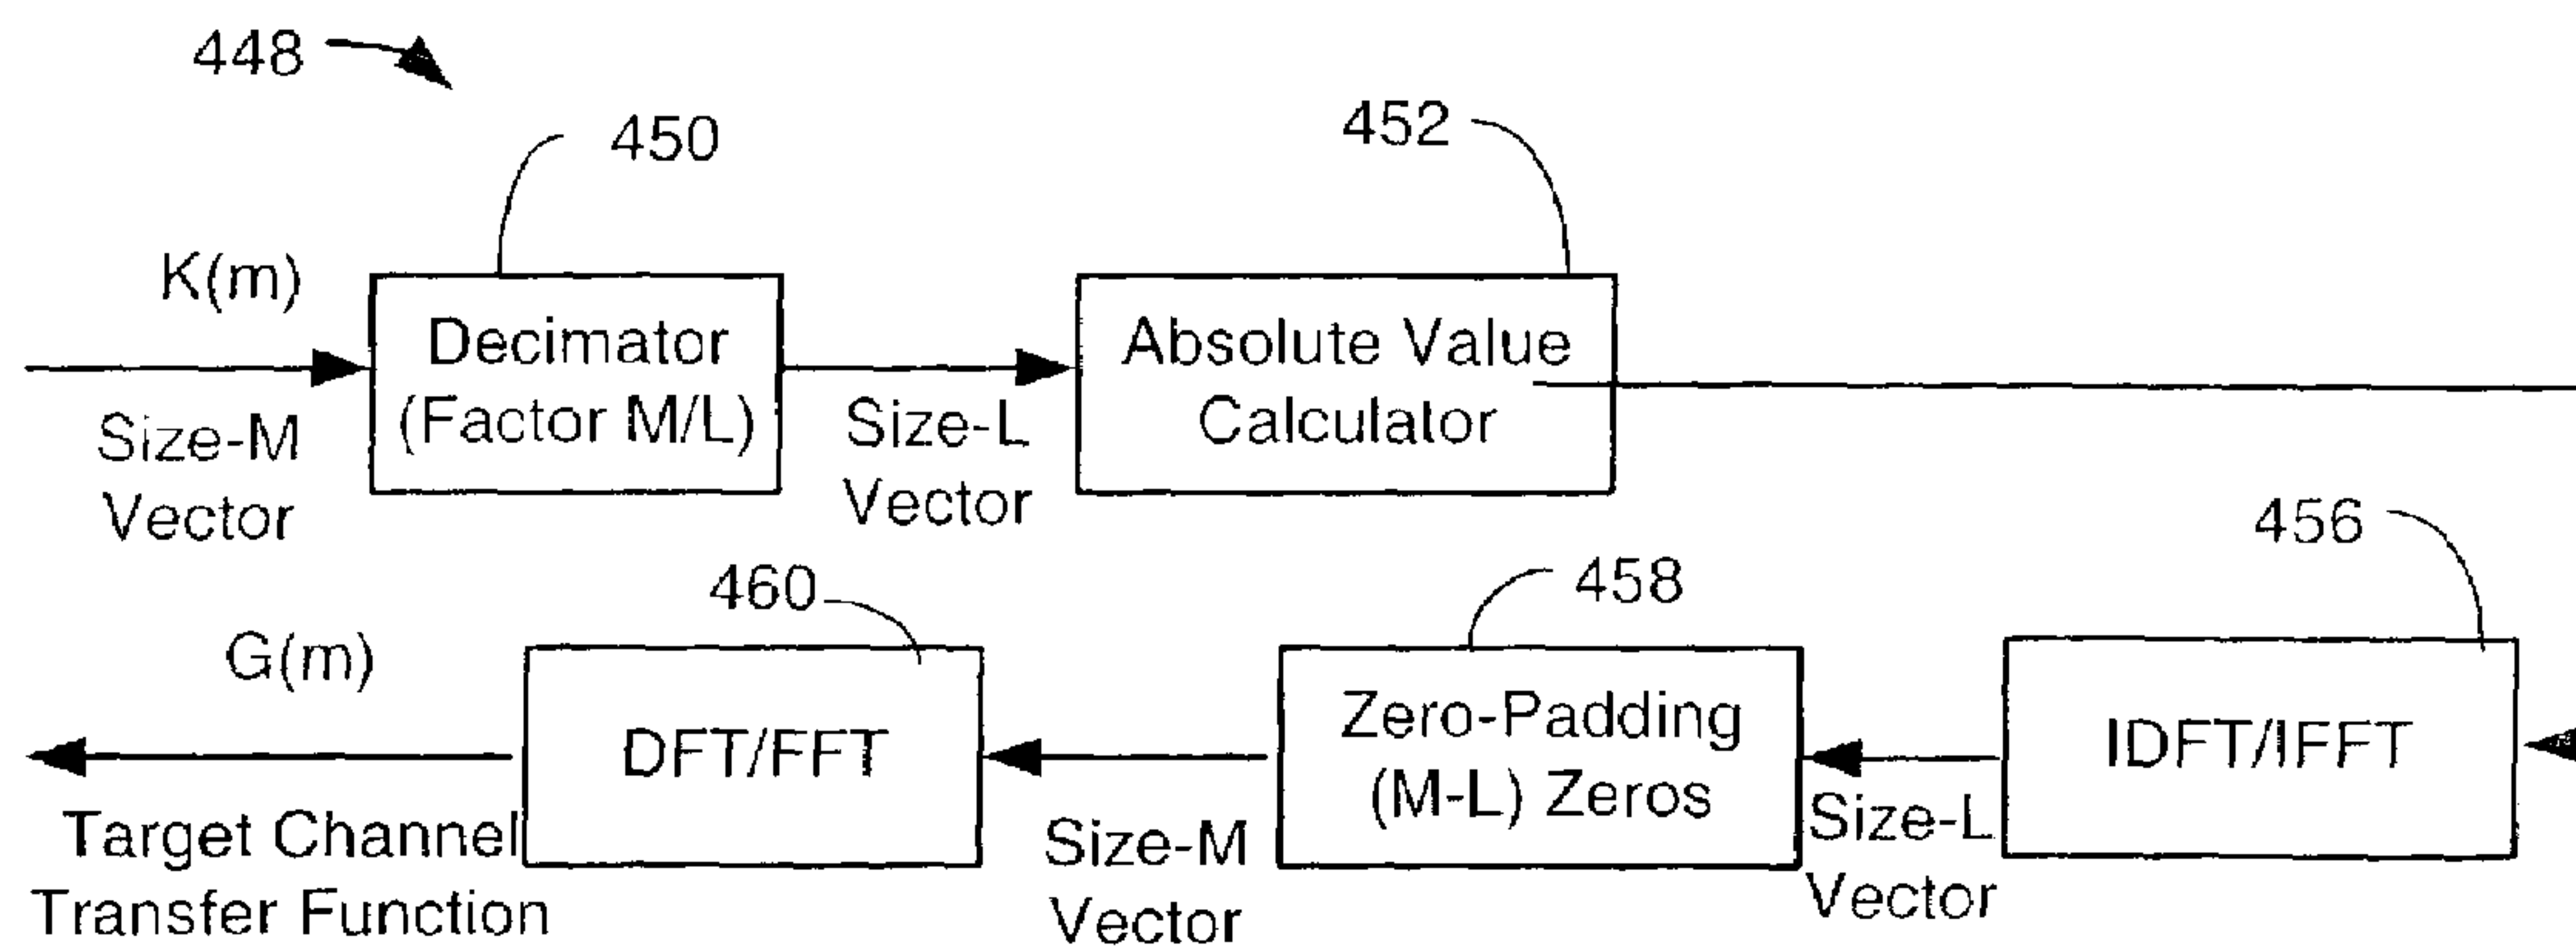 448
450
452
K(m)
Decimator
(Factor M/L)
Absolute Value
Calculator
Size-M
Vector
Size-L
Vector
456
460
458
G(m)
DFT/FFT
Zero-Padding
(M-L) Zeros
IDFT/IFFT
Target Channel
Transfer Function
Size-M
Vector
Size-L
Vector